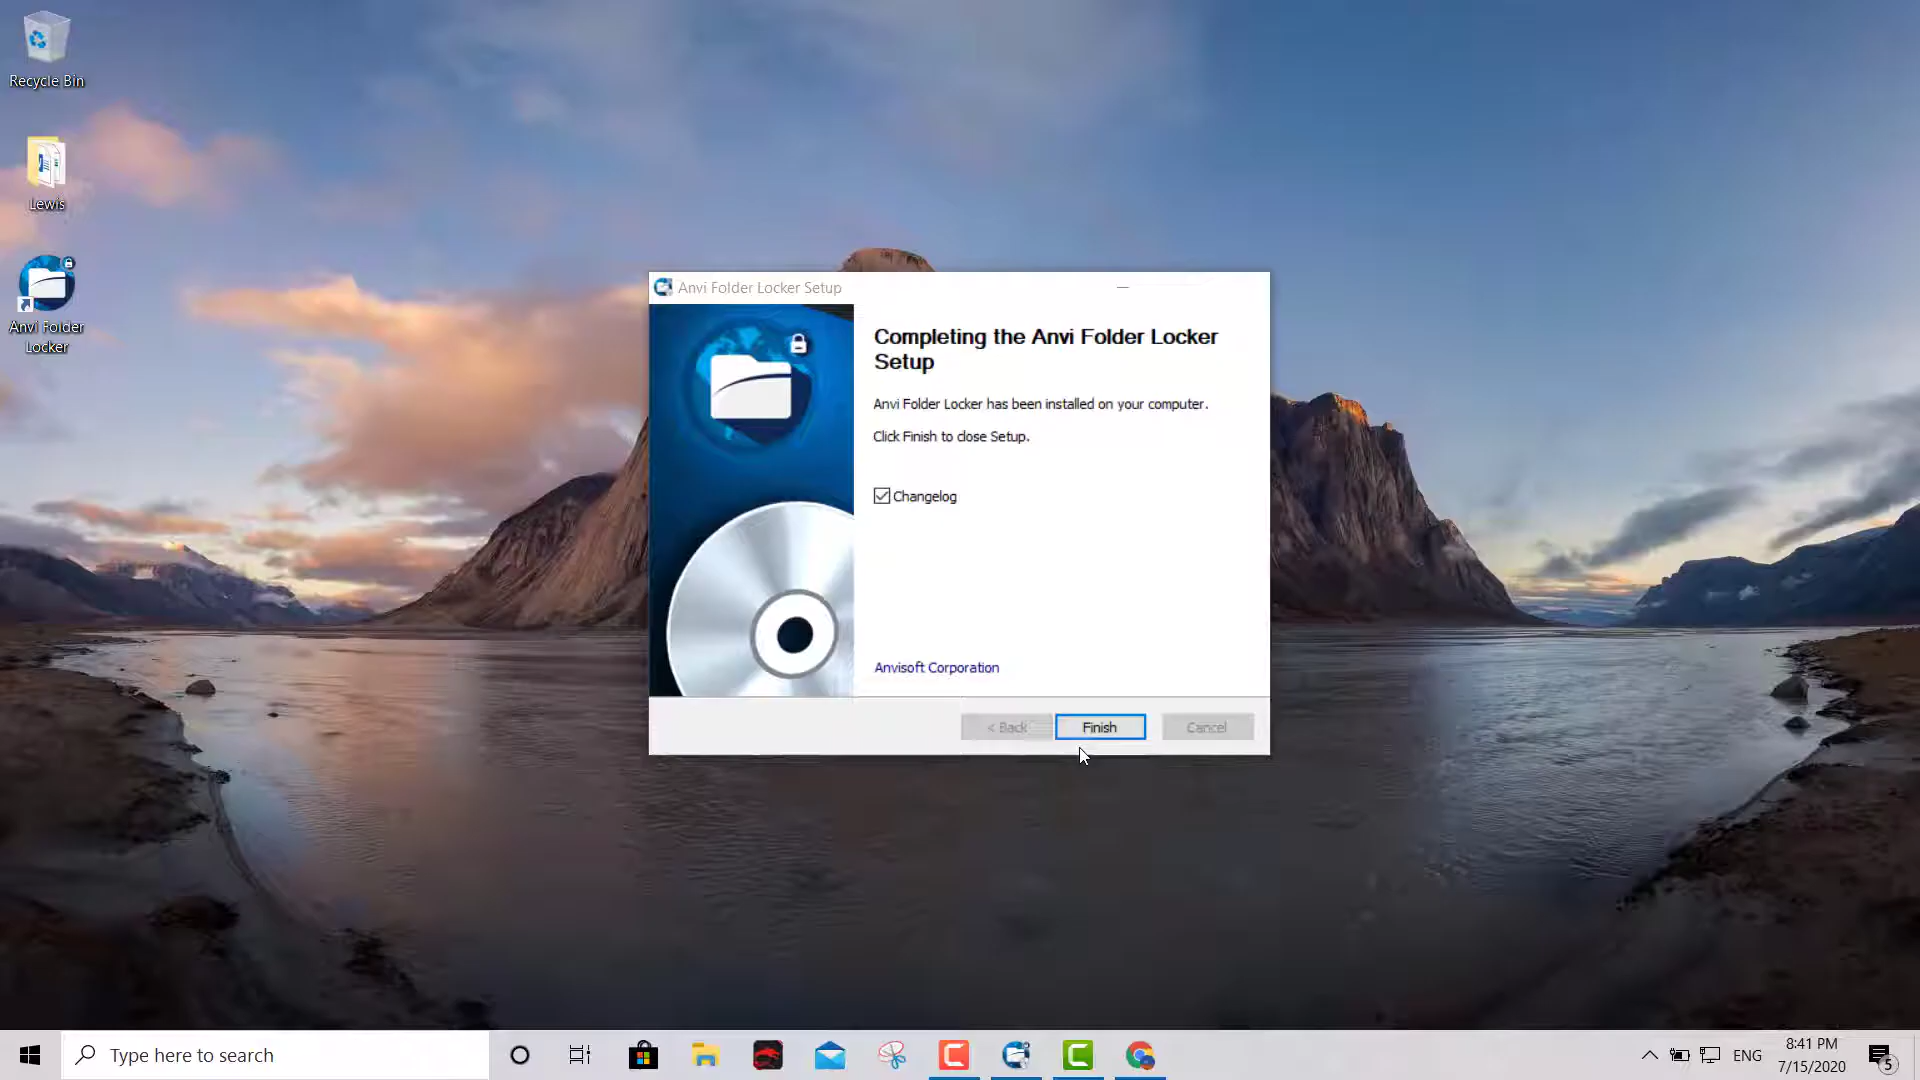 Recycle Bin
Lewis
Anvi Folder
Locker
Anvi Folder Locker Setup
Completing the Anvi Folder Locker
Setup
Anvi Folder Locker has been installed on your computer.
Click Finish to close Setup.
Changelog
Anvisoft Corporation
< Back
Finish
Cancel
Type here to search
ENG
8:41 PM
7/15/2020
5